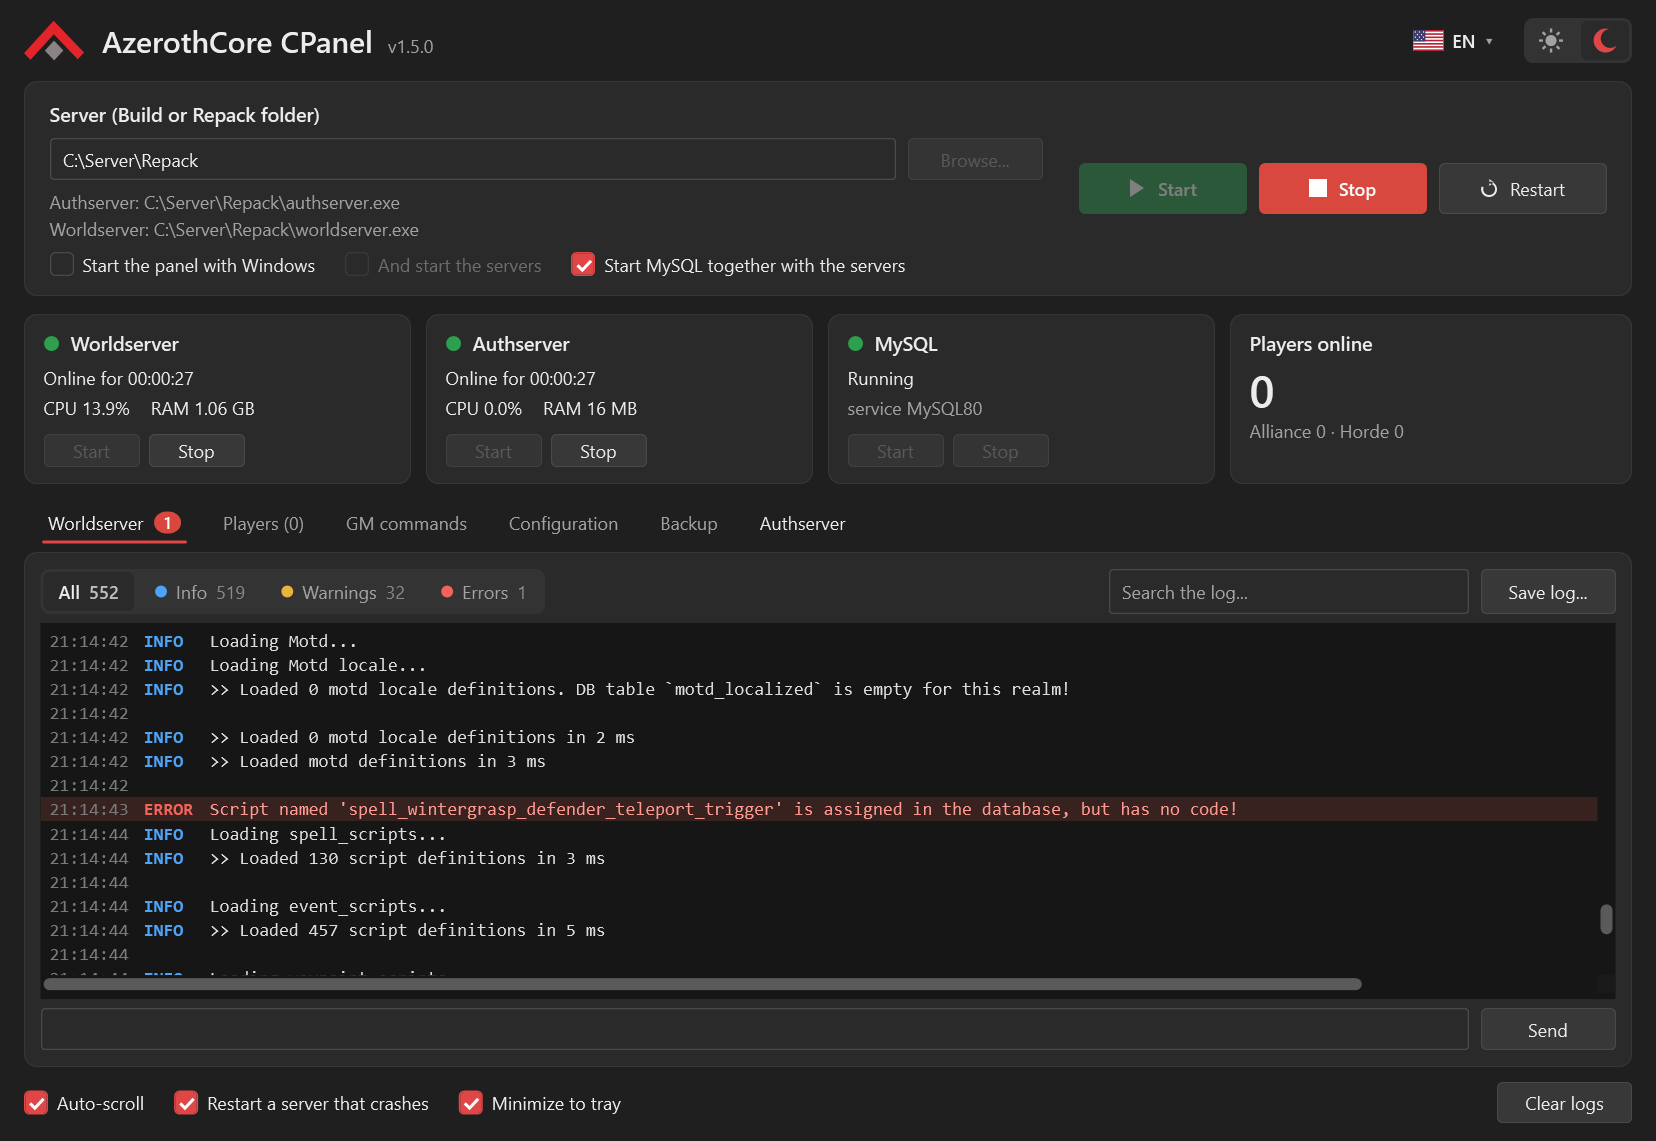 AzerothCore CPanel v1.5.0
EN
Server (Build or Repack folder)
C:\Server\Repack
Browse...
Start
Stop
Restart
Authserver: C:\Server\Repack\authserver.exe
Worldserver: C:\Server\Repack\worldserver.exe
Start the panel with Windows
And start the servers
Start MySQL together with the servers
Worldserver
Online for 00:00:27
CPU 13.9% RAM 1.06 GB
Start Stop
Authserver
Online for 00:00:27
CPU 0.0% RAM 16 MB
Start Stop
MySQL
Running
service MySQL80
Start Stop
Players online
0
Alliance 0 · Horde 0
Worldserver 1 Players (0) GM commands Configuration Backup Authserver
All 552 Info 519 Warnings 32 Errors 1
Search the log...
Save log...
21:14:42 INFO Loading Motd...
21:14:42 INFO Loading Motd locale...
21:14:42 INFO >> Loaded 0 motd locale definitions. DB table `motd_localized` is empty for this realm!
21:14:42
21:14:42 INFO >> Loaded 0 motd locale definitions in 2 ms
21:14:42 INFO >> Loaded motd definitions in 3 ms
21:14:42
21:14:43 ERROR Script named 'spell_wintergrasp_defender_teleport_trigger' is assigned in the database, but has no code!
21:14:44 INFO Loading spell_scripts...
21:14:44 INFO >> Loaded 130 script definitions in 3 ms
21:14:44
21:14:44 INFO Loading event_scripts...
21:14:44 INFO >> Loaded 457 script definitions in 5 ms
21:14:44
Send
Auto-scroll
Restart a server that crashes
Minimize to tray
Clear logs